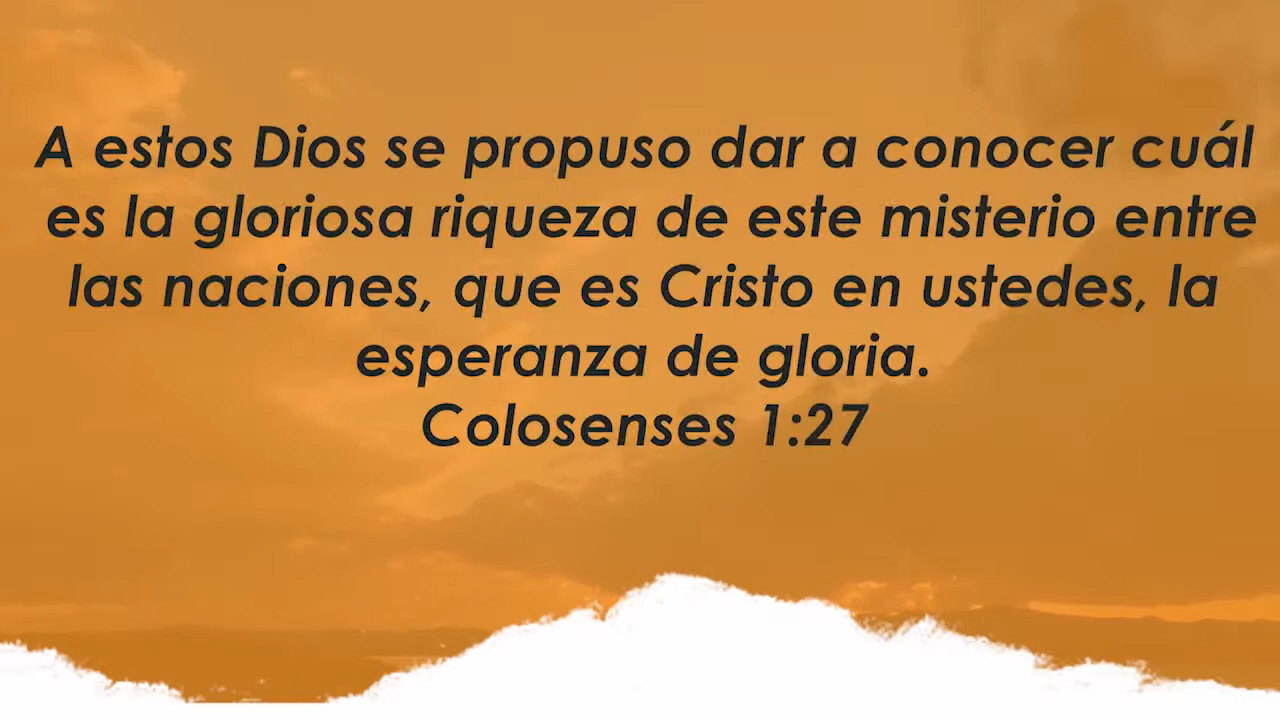 A estos Dios se propuso dar a conocer cuál
es la gloriosa riqueza de este misterio entre
las naciones, que es Cristo en ustedes, la
esperanza de gloria.
Colosenses 1:27